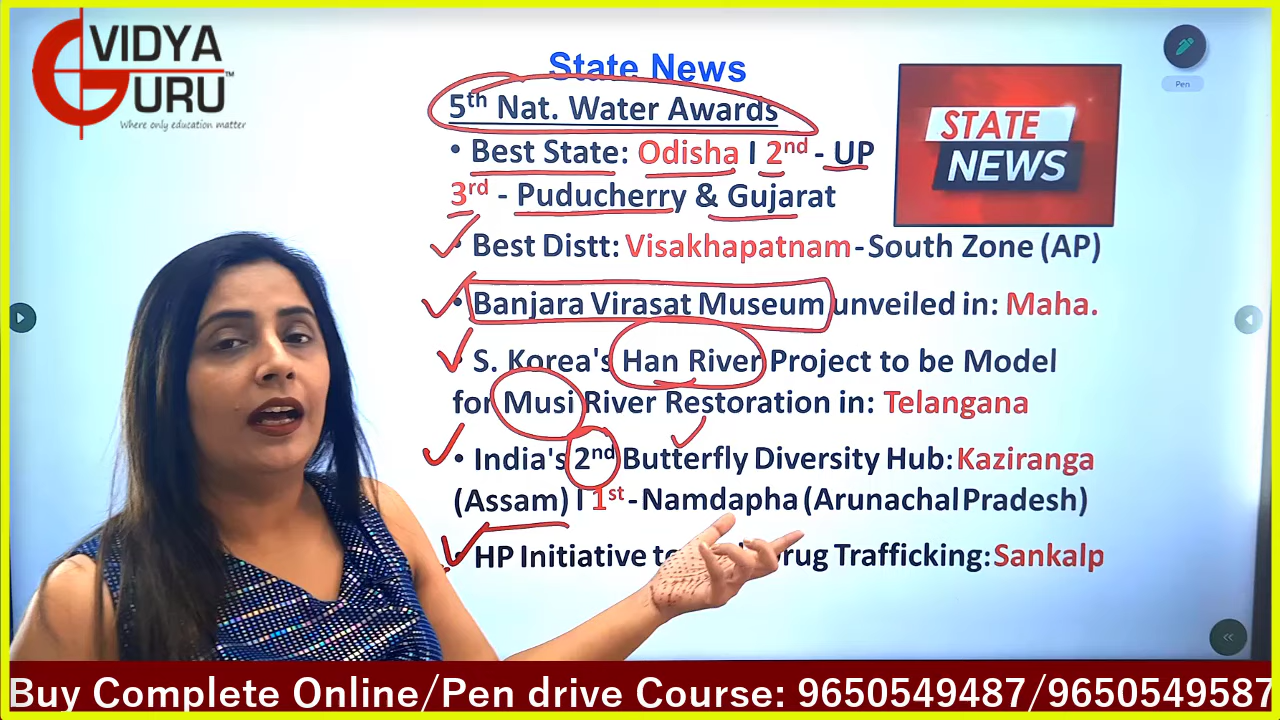 VIDYA
GURU™
Where only education matter
State News
5th Nat. Water Awards
• Best State: Odisha I 2nd - UP
3rd - Puducherry & Gujarat
• Best Distt: Visakhapatnam - South Zone (AP)
• Banjara Virasat Museum unveiled in: Maha.
• S. Korea's Han River Project to be Model
for Musi River Restoration in: Telangana
• India's 2nd Butterfly Diversity Hub: Kaziranga
(Assam) I 1st - Namdapha (Arunachal Pradesh)
• HP Initiative Trafficking: Sankalp
STATE
NEWS
Pen
Buy Complete Online/Pen drive Course: 9650549487/9650549587